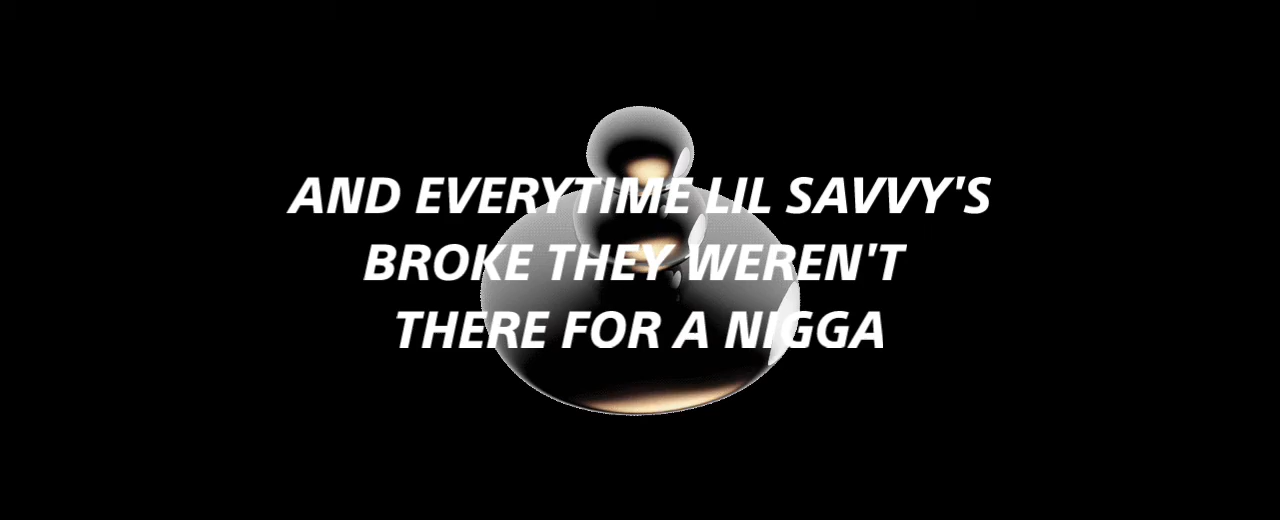 AND EVERYTIME LIL SAVVY'S
BROKE THEY WEREN'T
THERE FOR A NIGGA